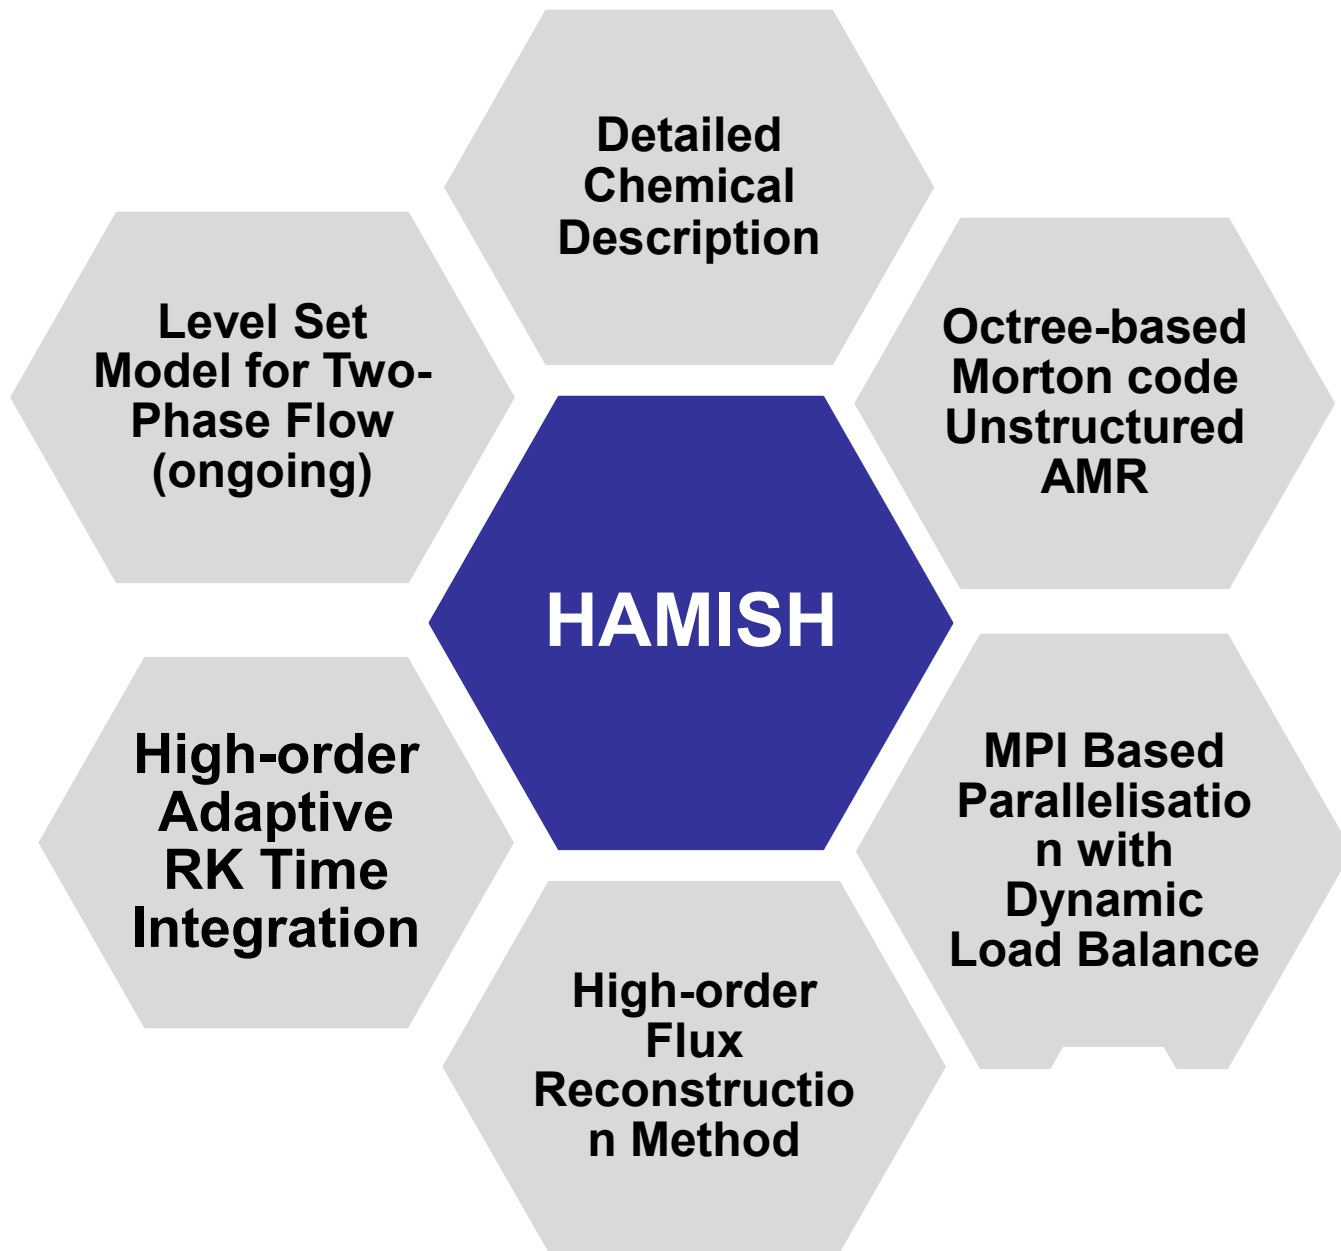 Detailed
Chemical
Description
Level Set
Model for Two-
Phase Flow
(ongoing)
Octree-based
Morton code
Unstructured
AMR
HAMISH
High-order
Adaptive
RK Time
Integration
MPI Based
Parallelisatio
n with
Dynamic
Load Balance
High-order
Flux
Reconstructio
n Method